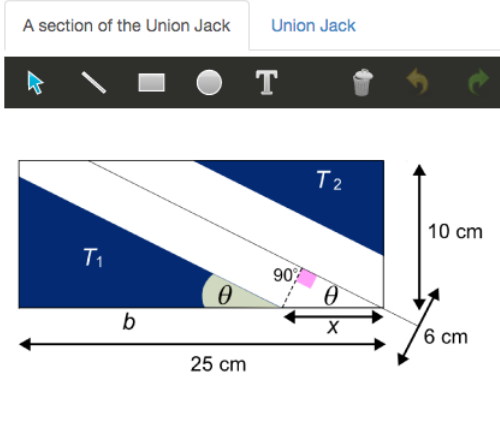 A section of the Union Jack Union Jack
T
T2
10 cm
T1
90°
θ θ
b x
6 cm
25 cm